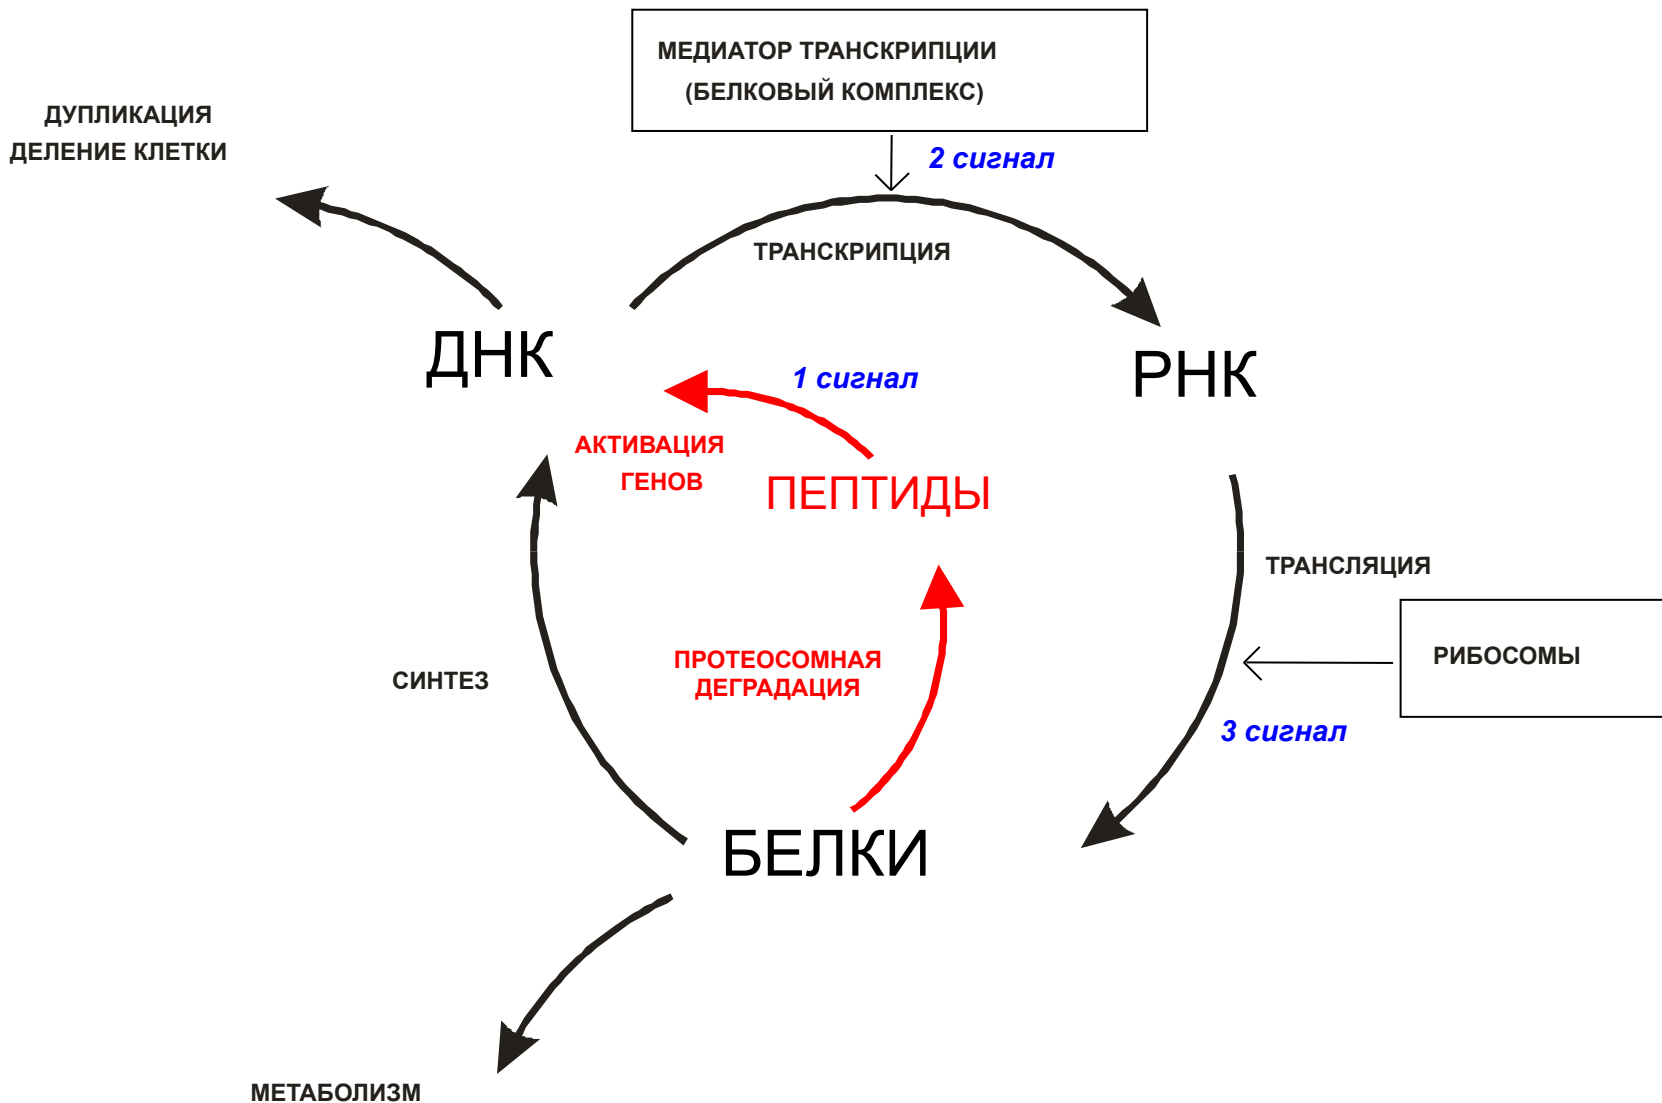 МЕДИАТОР ТРАНСКРИПЦИИ
(БЕЛКОВЫЙ КОМПЛЕКС)
ДУПЛИКАЦИЯ
ДЕЛЕНИЕ КЛЕТКИ
2 сигнал
ТРАНСКРИПЦИЯ
ДНК
РНК
1 сигнал
АКТИВАЦИЯ
ГЕНОВ
ПЕПТИДЫ
ТРАНСЛЯЦИЯ
РИБОСОМЫ
ПРОТЕОСОМНАЯ
ДЕГРАДАЦИЯ
СИНТЕЗ
3 сигнал
БЕЛКИ
МЕТАБОЛИЗМ